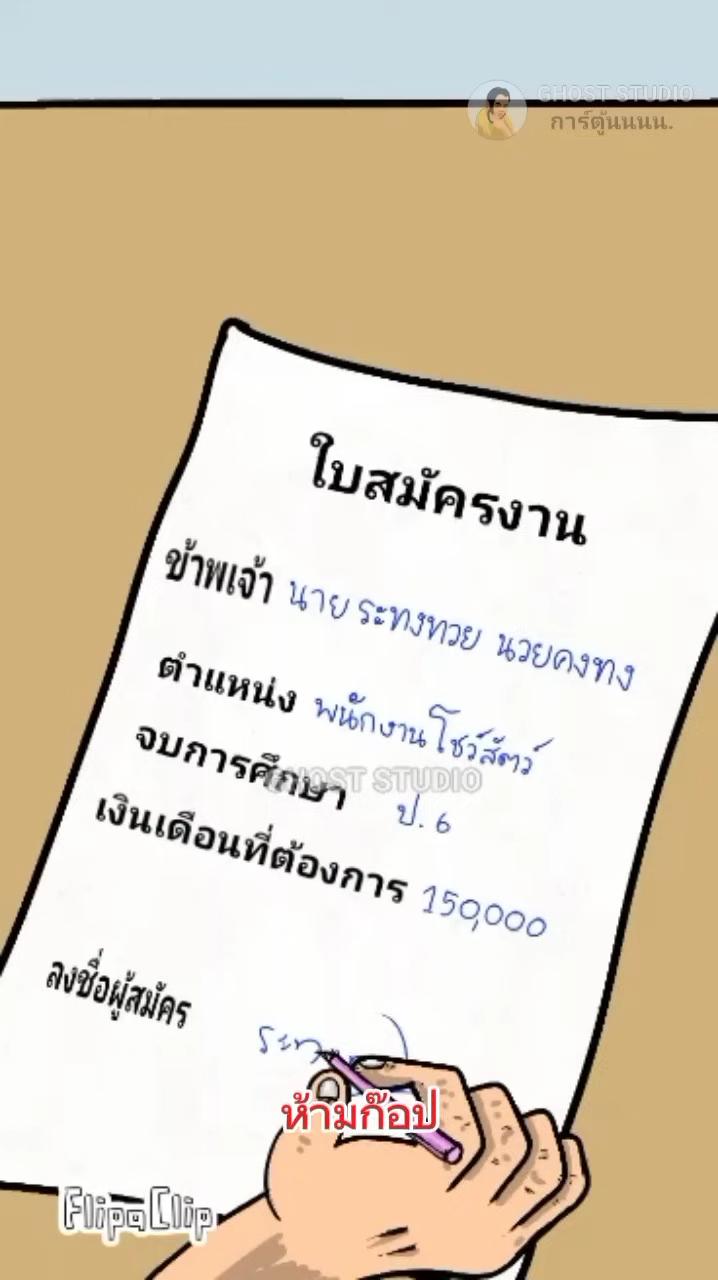 GHOST STUDIO
การ์ตู้นนนน.
ใบสมัครงาน
ข้าพเจ้า นาย ระทงทวย นวยคงทง
ตำแหน่ง พนักงานโชว์สัตว์
GHOST STUDIO
จบการศึกษา ป. 6
เงินเดือนที่ต้องการ 150,000
ลงชื่อผู้สมัคร
ห้ามก๊อป
FlipaClip